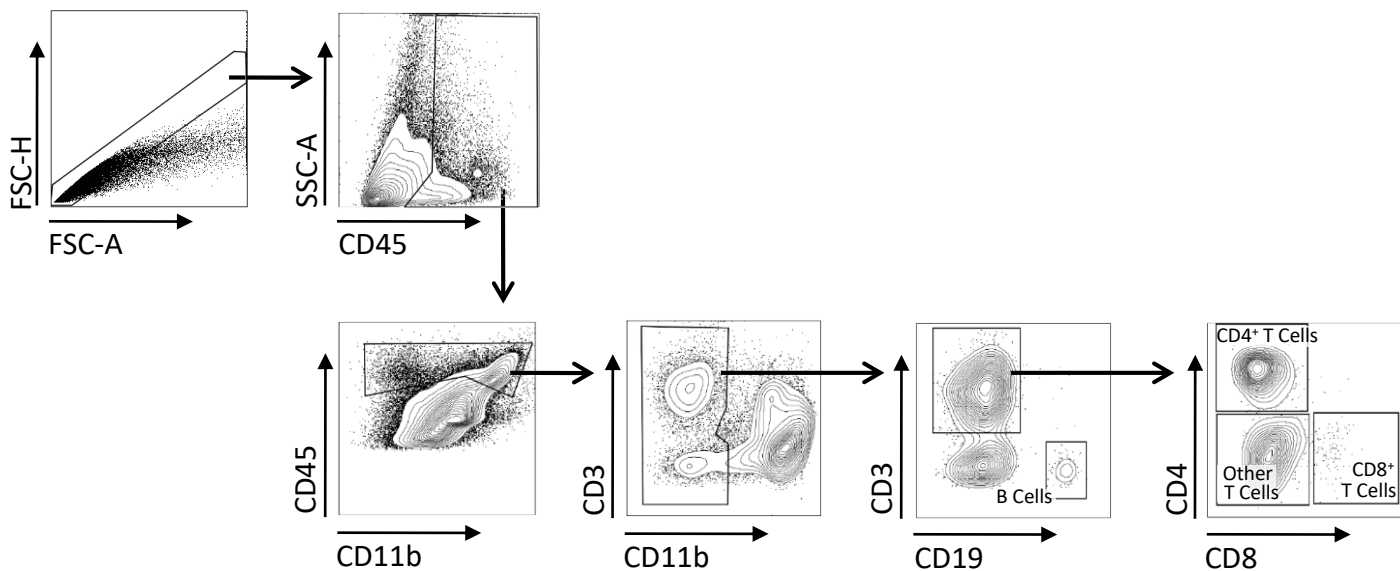 FSC-H
FSC-A
SSC-A
CD45
CD45
CD11b
CD3
CD11b
CD3
B Cells
CD19
CD4
CD4⁺ T Cells
Other
T Cells
CD8⁺
T Cells
CD8